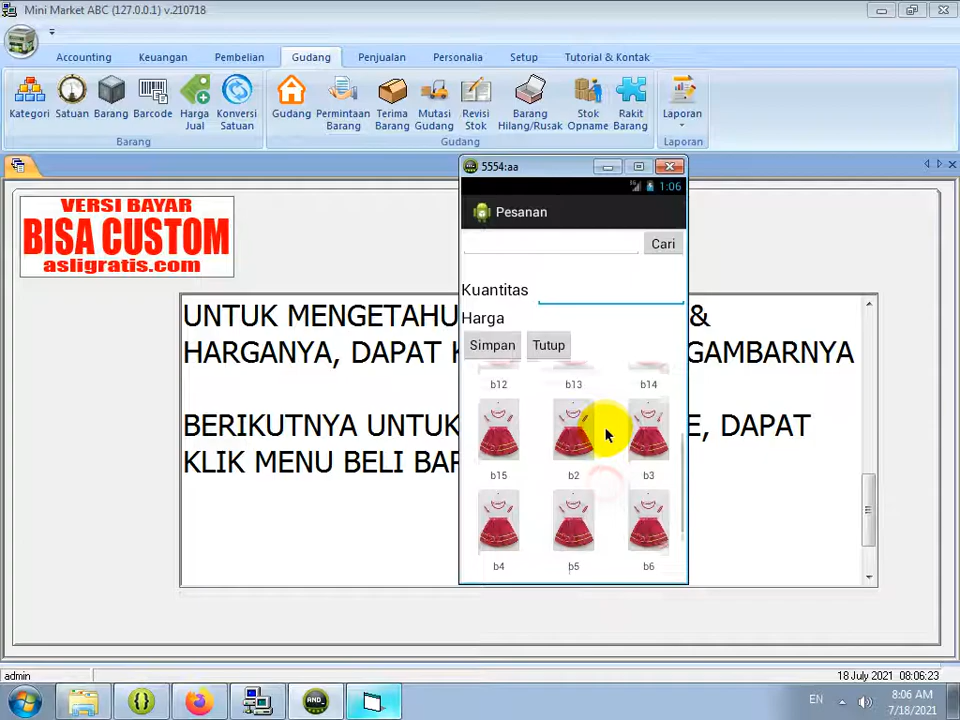 Mini Market ABC (127.0.0.1) v.210718
Accounting Keuangan Pembelian Gudang Penjualan Personalia Setup Tutorial & Kontak
Kategori Satuan Barang Barcode Harga Jual Konversi Satuan Gudang Permintaan Barang Terima Barang Mutasi Gudang Revisi Stok Barang Hilang/Rusak Stok Opname Rakit Barang Laporan
Barang Gudang Laporan
VERSI BAYAR
BISA CUSTOM
asligratis.com
UNTUK MENGETAHU &
HARGANYA, DAPAT K GAMBARNYA
BERIKUTNYA UNTUK E, DAPAT
KLIK MENU BELI BAR
5554:aa
1:06
Pesanan
Cari
Kuantitas
Harga
Simpan Tutup
b12 b13 b14
b15 b2 b3
b4 b5 b6
admin 18 July 2021 08:06:23
AND
EN 8:06 AM
7/18/2021